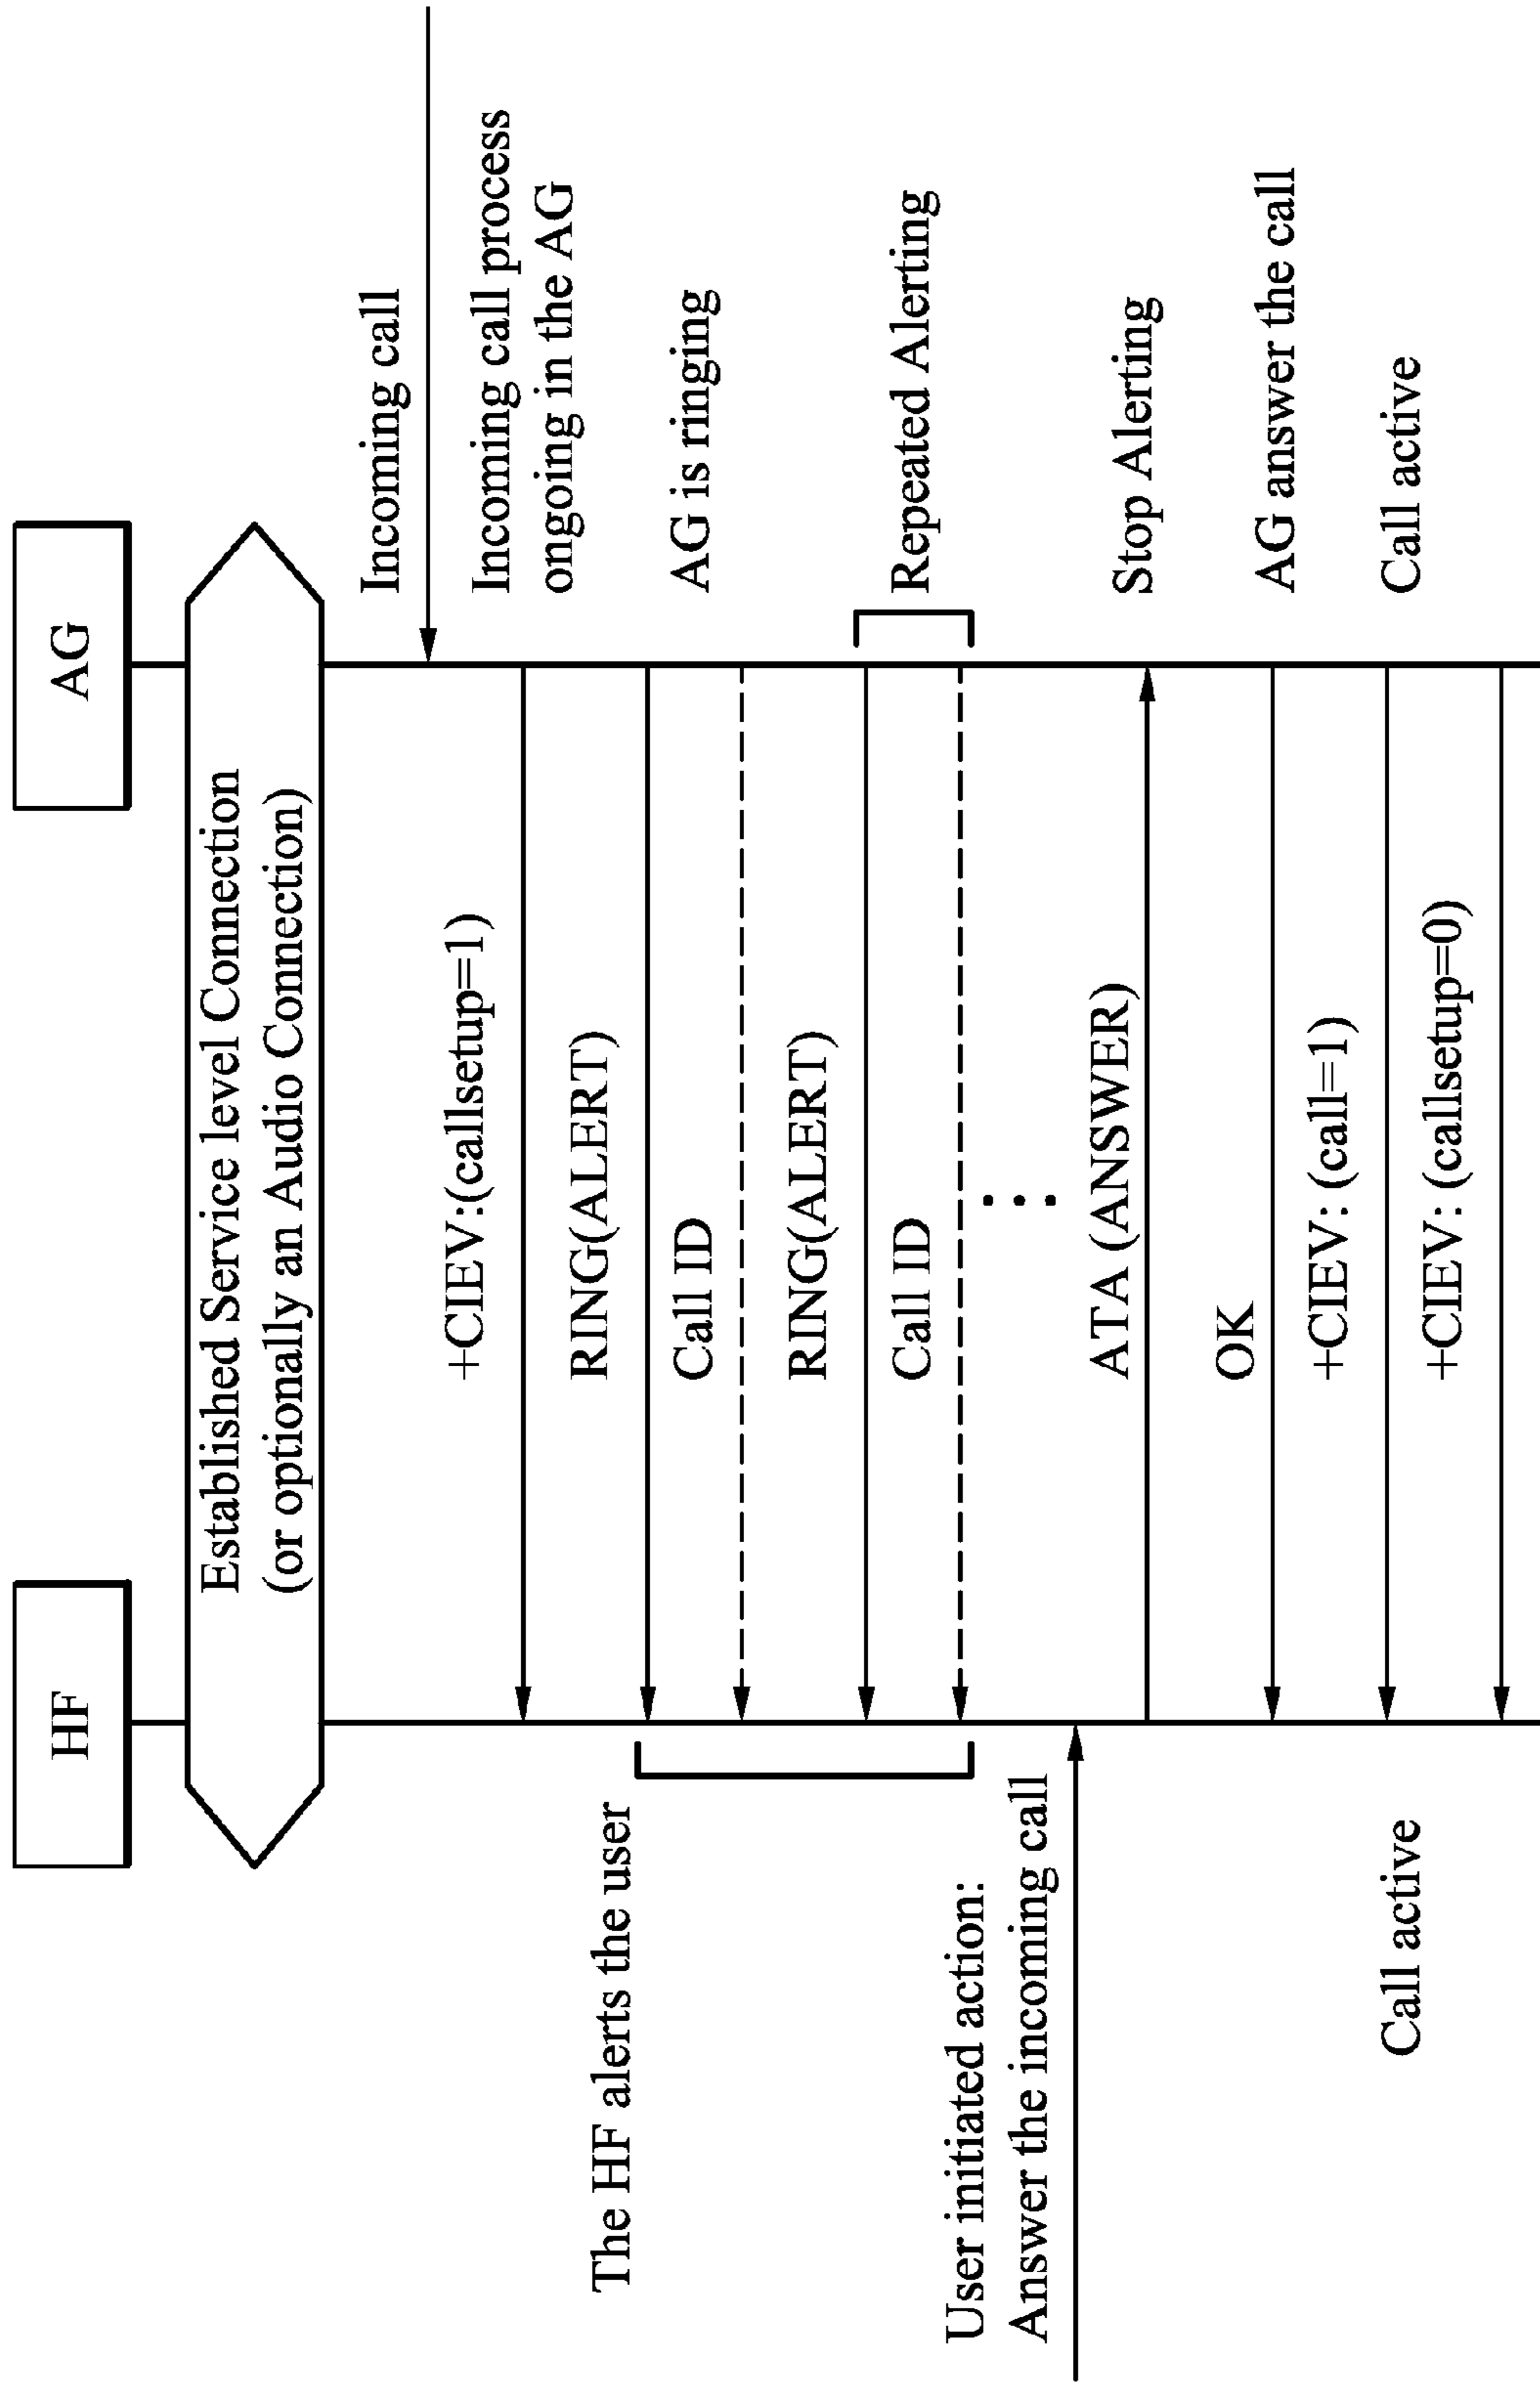 HF
AG
Established Service level Connection
(or optionally an Audio Connection)
Incoming call
+CIEV:(callsetup=1)
Incoming call process
ongoing in the AG
The HF alerts the user
RING(ALERT)
AG is ringing
Call ID
RING(ALERT)
Repeated Alerting
Call ID
User initiated action:
Answer the incoming call
ATA (ANSWER)
Stop Alerting
OK
AG answer the call
+CIEV: (call=1)
Call active
Call active
+CIEV: (callsetup=0)